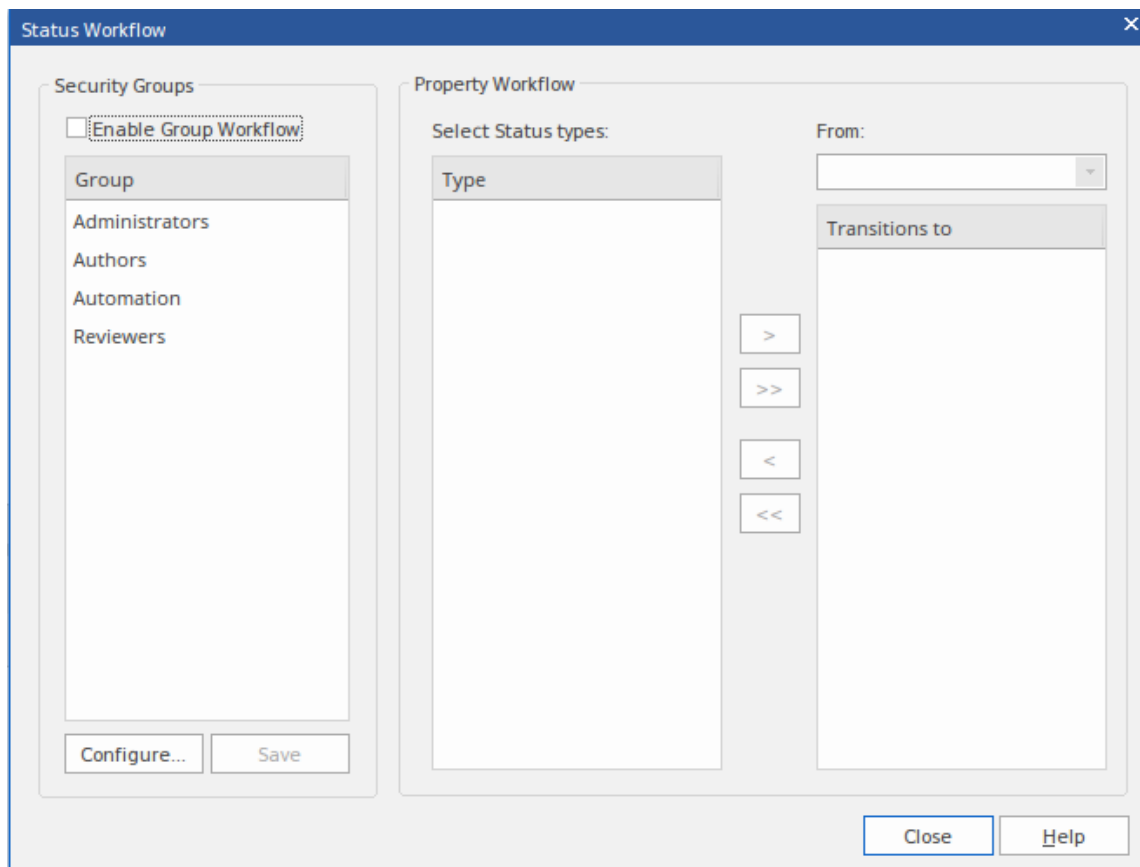 Status Workflow
Security Groups
Enable Group Workflow
Group
Administrators
Authors
Automation
Reviewers
Configure...
Save
Property Workflow
Select Status types:
Type
>
>>
<
<<
From:
Transitions to
Close
Help